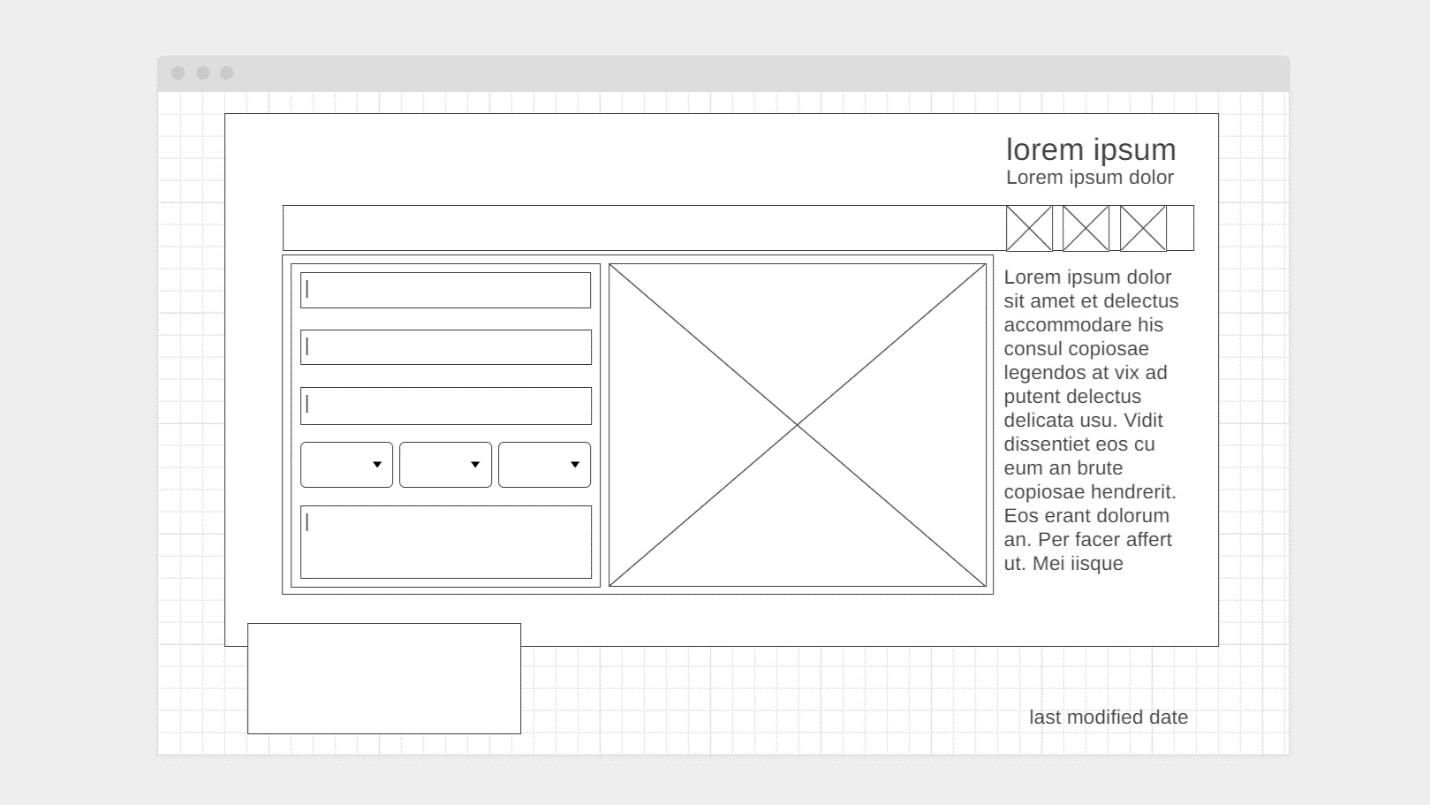 lorem ipsum
Lorem ipsum dolor
Lorem ipsum dolor
sit amet et delectus
accommodare his
consul copiosae
legendos at vix ad
putent delectus
delicata usu. Vidit
dissentiet eos cu
eum an brute
copiosae hendrerit.
Eos erant dolorum
an. Per facer affert
ut. Mei iisque
last modified date